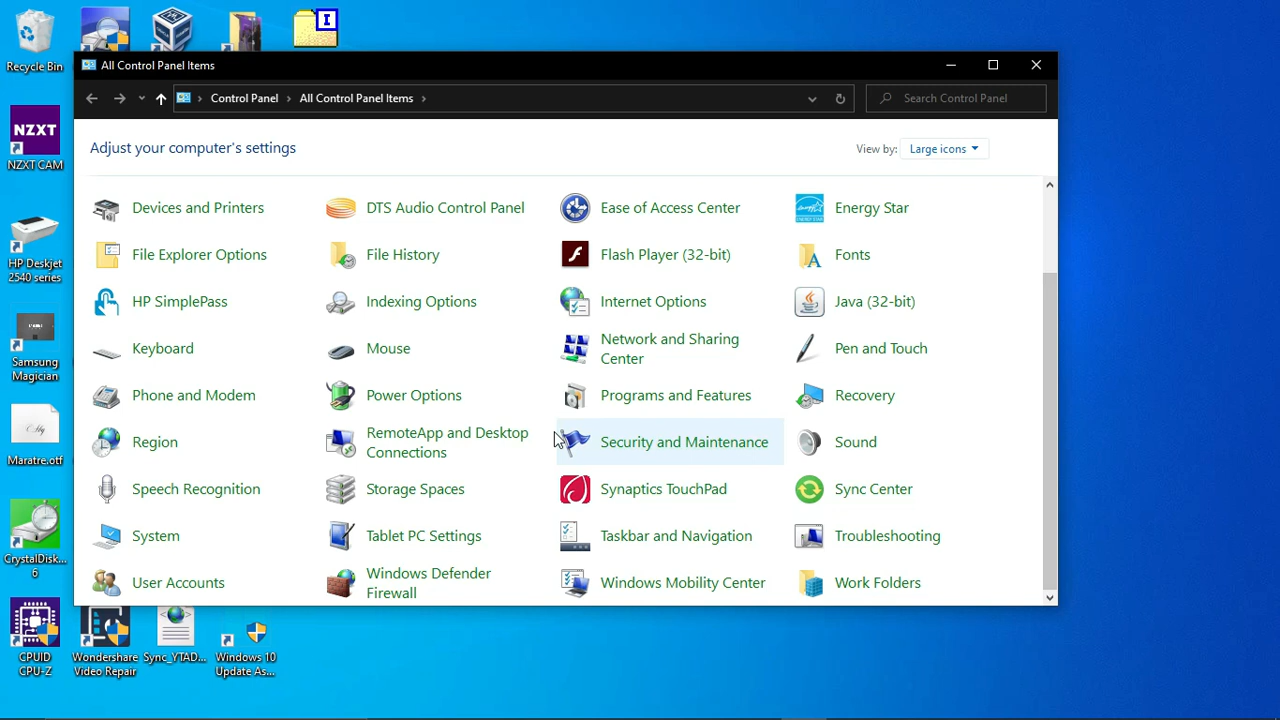 I
Recycle Bin
All Control Panel Items
Control Panel
All Control Panel Items
Search Control Panel
Adjust your computer's settings
View by:
Large icons
NZXT
NZXT CAM
HP Deskjet
2540 series
Samsung
Magician
Maratre.otf
CrystalDisk...
6
CPUID
CPU-Z
Wondershare
Video Repair
Sync_YTAD...
Windows 10
Update As...
Devices and Printers
DTS Audio Control Panel
Ease of Access Center
Energy Star
File Explorer Options
File History
Flash Player (32-bit)
Fonts
HP SimplePass
Indexing Options
Internet Options
Java (32-bit)
Keyboard
Mouse
Network and Sharing
Center
Pen and Touch
Phone and Modem
Power Options
Programs and Features
Recovery
Region
RemoteApp and Desktop
Connections
Security and Maintenance
Sound
Speech Recognition
Storage Spaces
Synaptics TouchPad
Sync Center
System
Tablet PC Settings
Taskbar and Navigation
Troubleshooting
User Accounts
Windows Defender
Firewall
Windows Mobility Center
Work Folders